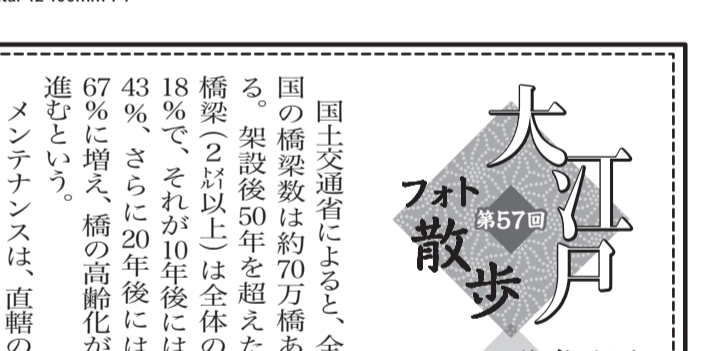 大江戸
フォト
散歩
第57回
国土交通省によると、全
国の橋梁数は約70万橋あ
る。架設後50年を超えた
橋梁(2㍍以上)は全体の
18%で、それが10年後には
43%、さらに20年後には
67%に増え、橋の高齢化が
進むという。
メンテナンスは、直轄の